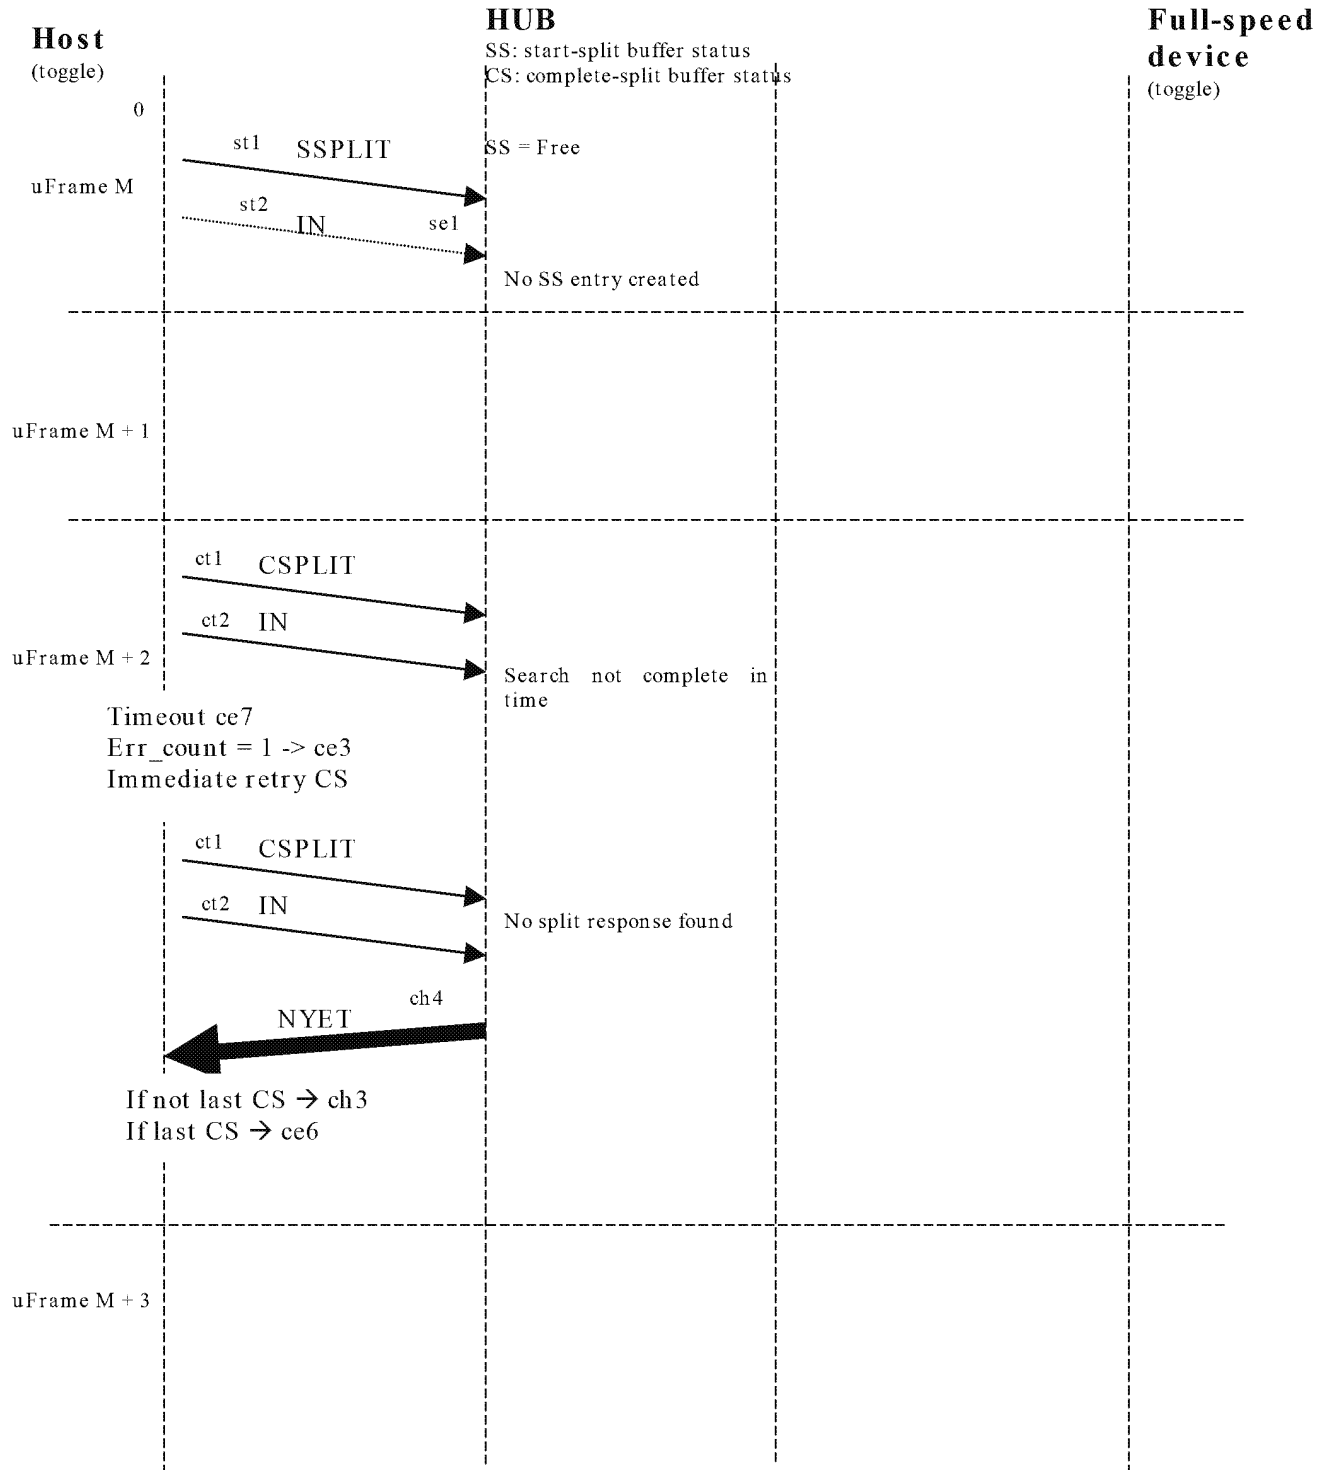 Host
(toggle)
HUB
SS: start-split buffer status
CS: complete-split buffer status
Full-speed
device
(toggle)
0
st1 SSPLIT
SS = Free
uFrame M
st2 IN se1
No SS entry created
uFrame M + 1
ct1 CSPLIT
ct2 IN
uFrame M + 2
Search not complete in
time
Timeout ce7
Err_count = 1 -> ce3
Immediate retry CS
ct1 CSPLIT
ct2 IN
No split response found
ch4
NYET
If not last CS → ch3
If last CS → ce6
uFrame M + 3